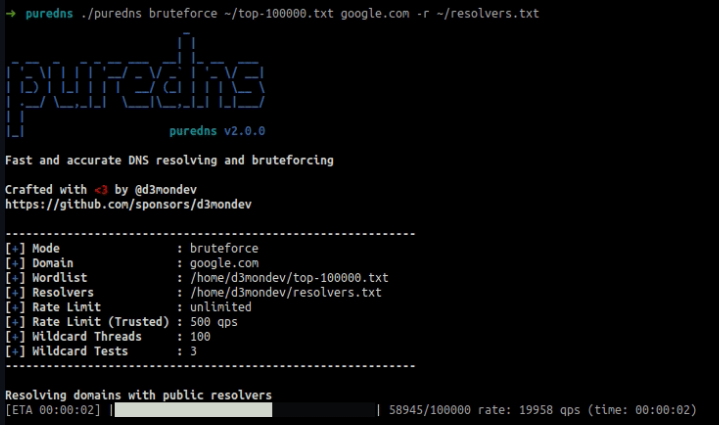 → puredns ./puredns bruteforce ~/top-100000.txt google.com -r ~/resolvers.txt
puredns
puredns v2.0.0
Fast and accurate DNS resolving and bruteforcing
Crafted with <3 by @d3mondev
https://github.com/sponsors/d3mondev
------------------------------------------------------------
[+] Mode : bruteforce
[+] Domain : google.com
[+] Wordlist : /home/d3mondev/top-100000.txt
[+] Resolvers : /home/d3mondev/resolvers.txt
[+] Rate Limit : unlimited
[+] Rate Limit (Trusted) : 500 qps
[+] Wildcard Threads : 100
[+] Wildcard Tests : 3
------------------------------------------------------------
Resolving domains with public resolvers
[ETA 00:00:02] | | 58945/100000 rate: 19958 qps (time: 00:00:02)